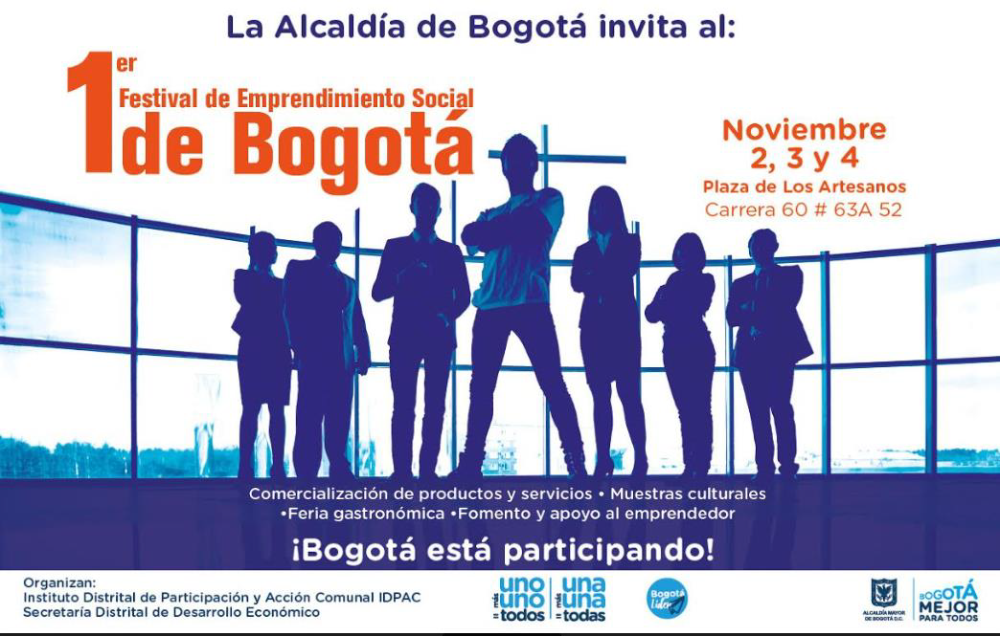 La Alcaldía de Bogotá invita al:
1er
Festival de Emprendimiento Social
de Bogotá
Noviembre
2, 3 y 4
Plaza de Los Artesanos
Carrera 60 # 63A 52
Comercialización de productos y servicios • Muestras culturales
•Feria gastronómica •Fomento y apoyo al emprendedor
¡Bogotá está participando!
Organizan:
Instituto Distrital de Participación y Acción Comunal IDPAC
Secretaría Distrital de Desarrollo Económico
uno
más
uno
=todos
una
más
una
=todas
Bogotá
Líder
ALCALDÍA MAYOR
DE BOGOTÁ D.C.
BOGOTÁ
MEJOR
PARA TODOS